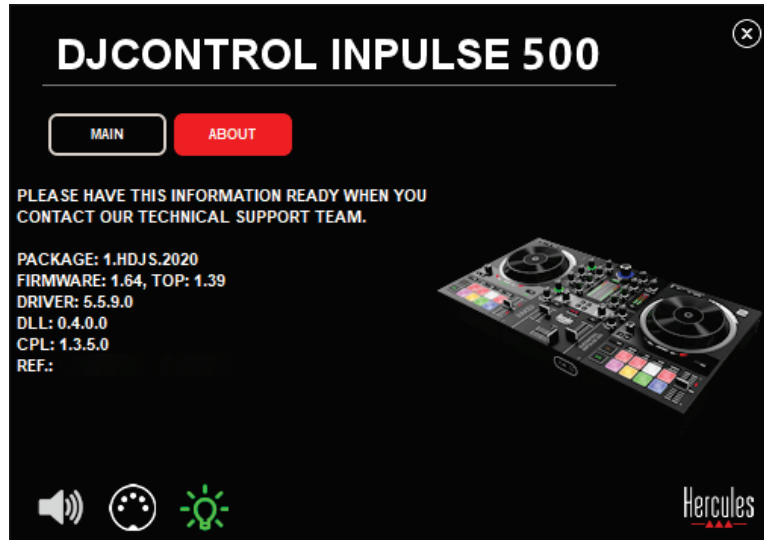 DJCONTROL INPULSE 500
MAIN
ABOUT
PLEASE HAVE THIS INFORMATION READY WHEN YOU
CONTACT OUR TECHNICAL SUPPORT TEAM.
PACKAGE: 1.HDJS.2020
FIRMWARE: 1.64, TOP: 1.39
DRIVER: 5.5.9.0
DLL: 0.4.0.0
CPL: 1.3.5.0
REF.:
Hercules